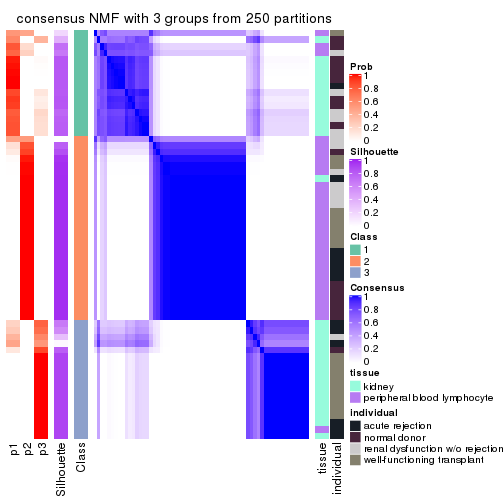 consensus NMF with 3 groups from 250 partitions
Prob
1
0.8
0.6
0.4
0.2
0
Silhouette
1
0.8
0.6
0.4
0.2
0
Class
1
2
3
Consensus
1
0.8
0.6
0.4
0.2
0
tissue
kidney
peripheral blood lymphocyte
individual
acute rejection
normal donor
renal dysfunction w/o rejection
well-functioning transplant
p1
p2
p3
Silhouette
Class
tissue
individual